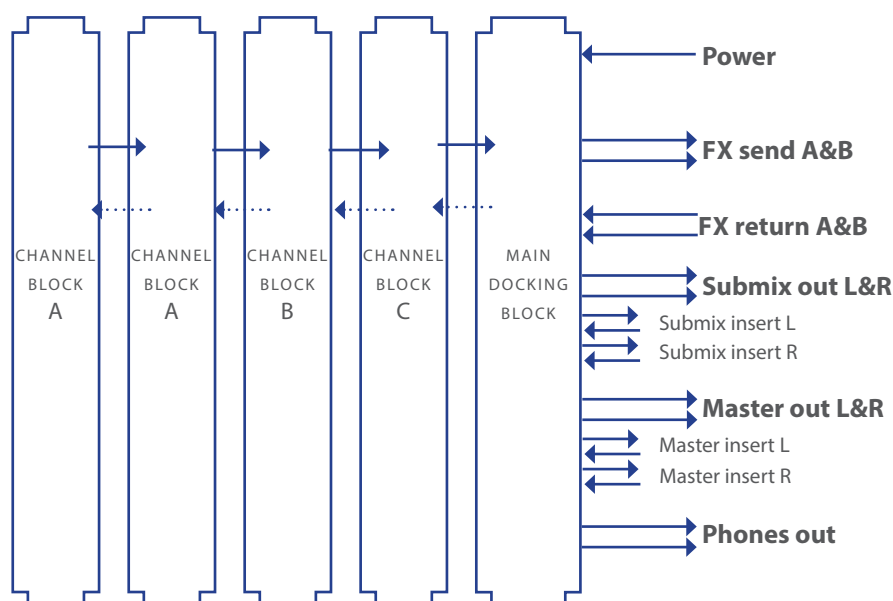 CHANNEL
BLOCK
A
CHANNEL
BLOCK
A
CHANNEL
BLOCK
B
CHANNEL
BLOCK
C
MAIN
DOCKING
BLOCK
Power
FX send A&B
FX return A&B
Submix out L&R
Submix insert L
Submix insert R
Master out L&R
Master insert L
Master insert R
Phones out